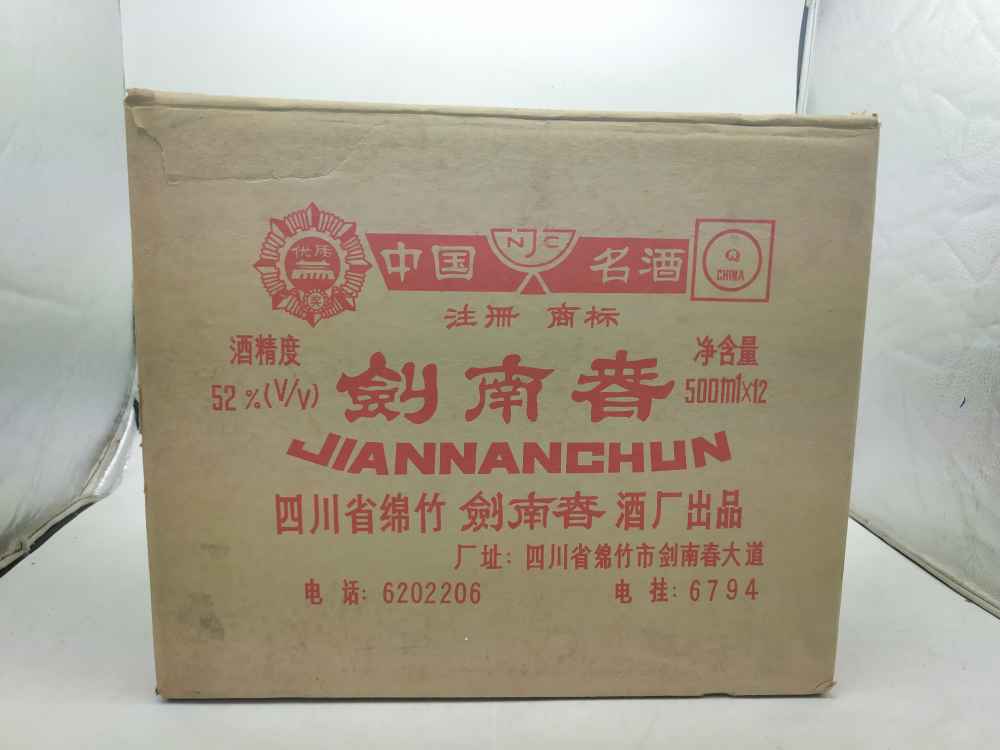 优质
中国 NJC 名酒
CHINA
注册 商标
酒精度
52%(V/V)
净含量
500ml×12
劍南春
JIANNANCHUN
四川省绵竹劍南春酒厂出品
厂址：四川省绵竹市剑南春大道
电 话：6202206
电 挂：6794